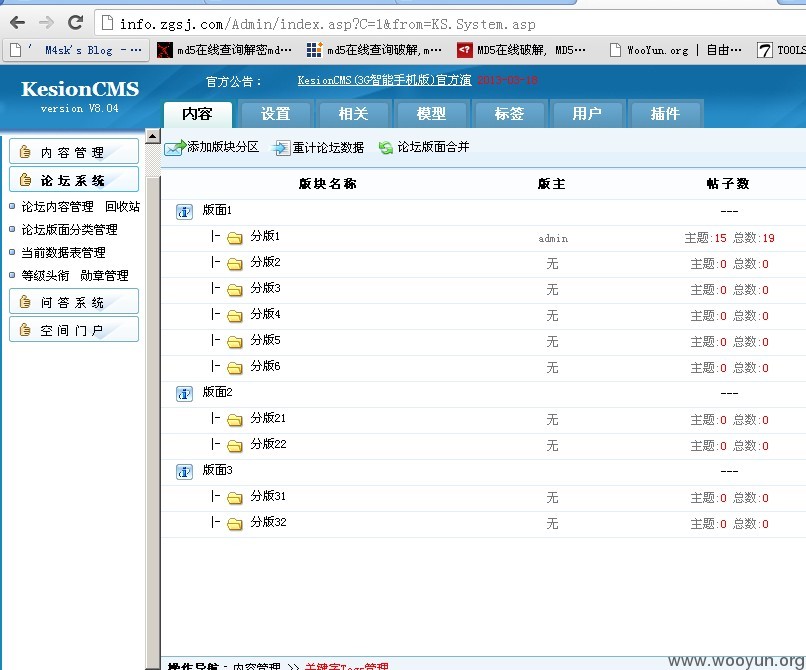 info.zgsj.com/Admin/index.asp?C=1&from=KS.System.asp
' M4sk's Blog - ··· md5在线查询解密md··· md5在线查询破解,m··· MD5在线破解, MD5··· WooYun.org | 自由··· TOOLS
KesionCMS
version V8.04
官方公告： KesionCMS(3G智能手机版)官方演 2013-03-18
内容 设置 相关 模型 标签 用户 插件
添加版块分区 重计论坛数据 论坛版面合并
内容管理
论坛系统
论坛内容管理 回收站
论坛版面分类管理
当前数据表管理
等级头衔 勋章管理
问答系统
空间门户
版块名称 版主 帖子数
版面1 ---
|- 分版1 admin 主题:15 总数:19
|- 分版2 无 主题:0 总数:0
|- 分版3 无 主题:0 总数:0
|- 分版4 无 主题:0 总数:0
|- 分版5 无 主题:0 总数:0
|- 分版6 无 主题:0 总数:0
版面2 ---
|- 分版21 无 主题:0 总数:0
|- 分版22 无 主题:0 总数:0
版面3 ---
|- 分版31 无 主题:0 总数:0
|- 分版32 无 主题:0 总数:0
操作导航：内容管理 >> 关键字Tags管理
www.wooyun.org